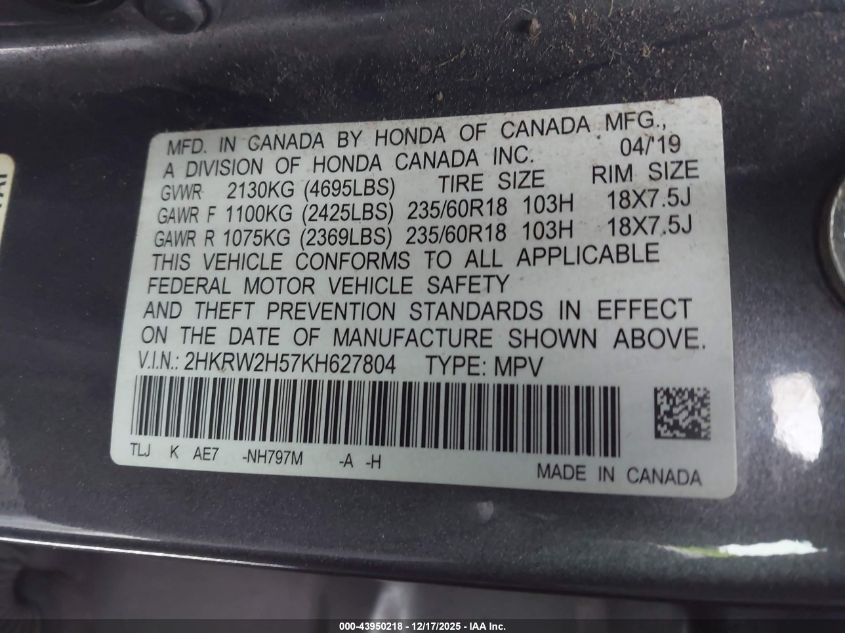 MFD. IN CANADA BY HONDA OF CANADA MFG.,
A DIVISION OF HONDA CANADA INC. 04/'19
GVWR 2130KG (4695LBS) TIRE SIZE RIM SIZE
GAWR F 1100KG (2425LBS) 235/60R18 103H 18X7.5J
GAWR R 1075KG (2369LBS) 235/60R18 103H 18X7.5J
THIS VEHICLE CONFORMS TO ALL APPLICABLE
FEDERAL MOTOR VEHICLE SAFETY
AND THEFT PREVENTION STANDARDS IN EFFECT
ON THE DATE OF MANUFACTURE SHOWN ABOVE.
V.I.N.: 2HKRW2H57KH627804 TYPE: MPV
TLJ K AE7 -NH797M -A -H
MADE IN CANADA
000-43950218 - 12/17/2025 - IAA Inc.